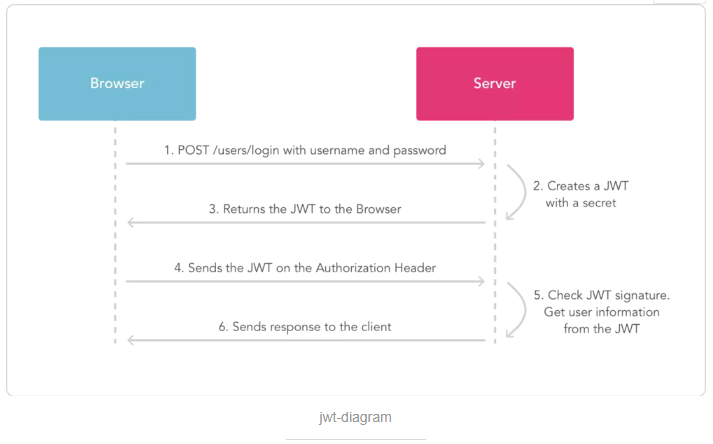 Browser
Server
1. POST /users/login with username and password
2. Creates a JWT
with a secret
3. Returns the JWT to the Browser
4. Sends the JWT on the Authorization Header
5. Check JWT signature.
Get user information
from the JWT
6. Sends response to the client
jwt-diagram